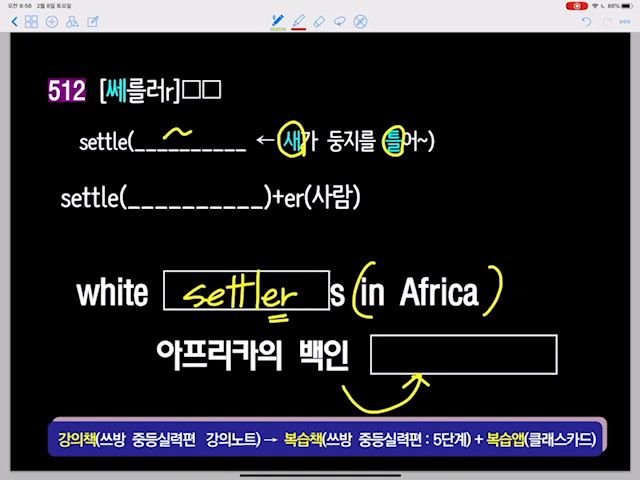 오전 9:56 2월 8일 토요일 86%
512 [쎄를러r]□□
settle(__________ ← 새가 둥지를 틀어~)
settle(__________)+er(사람)
white settlers (in Africa)
아프리카의 백인
강의책(쓰방 중등실력편 강의노트) → 복습책(쓰방 중등실력편 : 5단계) + 복습앱(클래스카드)